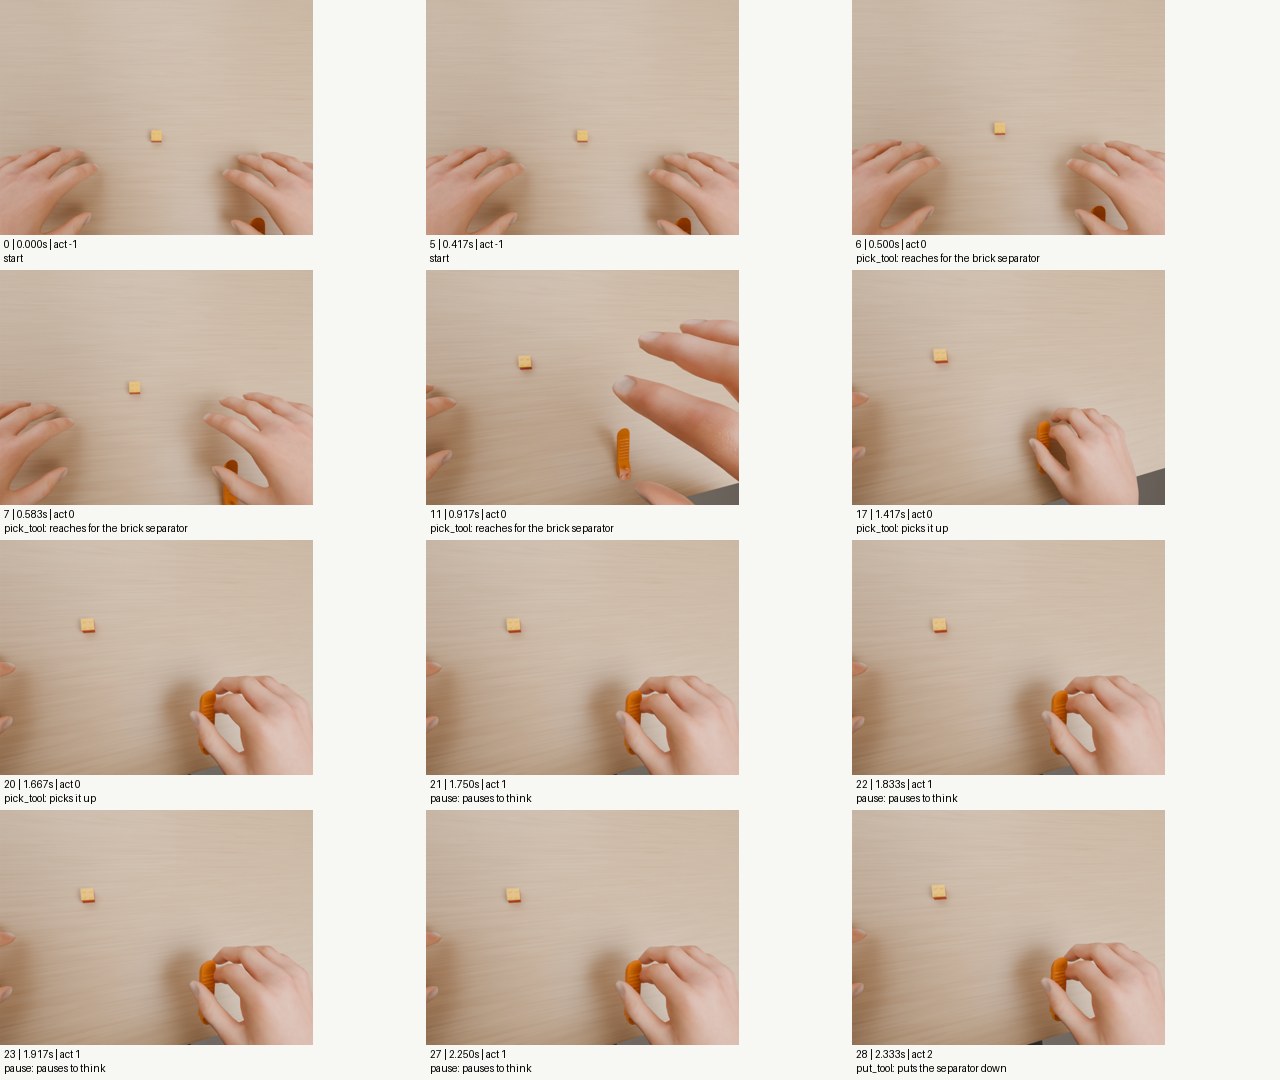 0 | 0.000s | act -1
start
5 | 0.417s | act -1
start
6 | 0.500s | act 0
pick_tool: reaches for the brick separator
7 | 0.583s | act 0
pick_tool: reaches for the brick separator
11 | 0.917s | act 0
pick_tool: reaches for the brick separator
17 | 1.417s | act 0
pick_tool: picks it up
20 | 1.667s | act 0
pick_tool: picks it up
21 | 1.750s | act 1
pause: pauses to think
22 | 1.833s | act 1
pause: pauses to think
23 | 1.917s | act 1
pause: pauses to think
27 | 2.250s | act 1
pause: pauses to think
28 | 2.333s | act 2
put_tool: puts the separator down